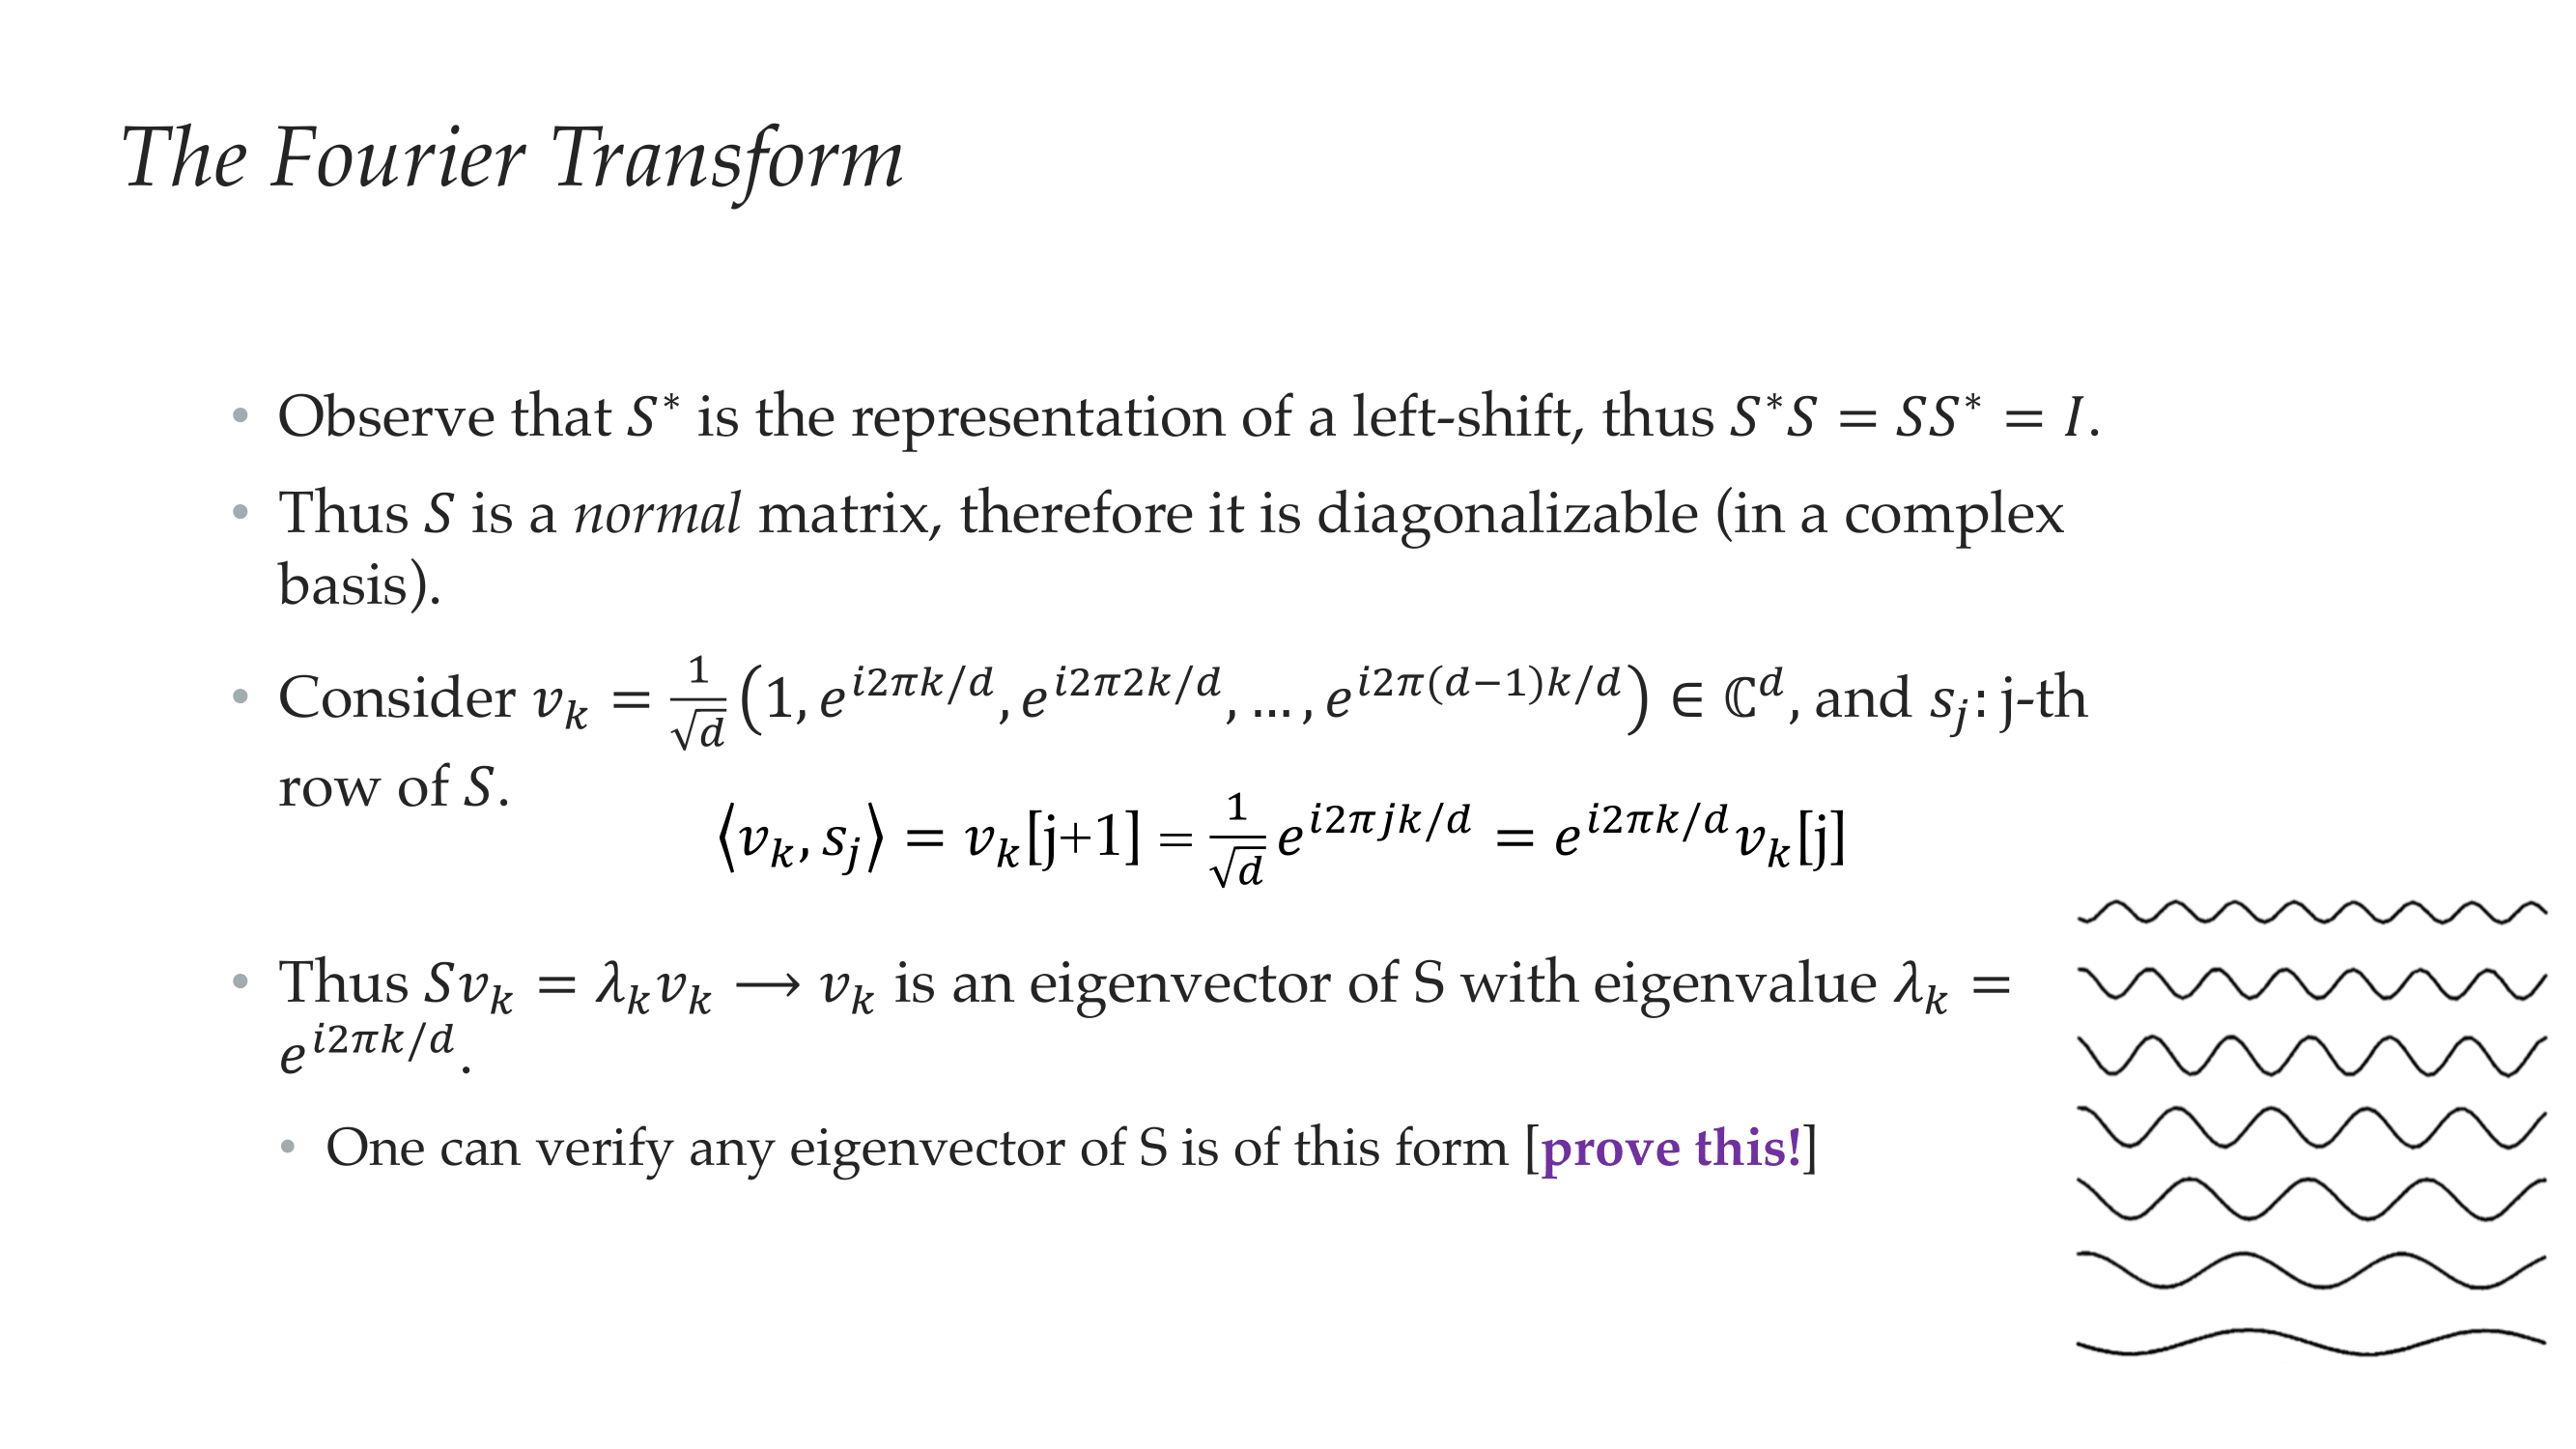 The Fourier Transform
• Observe that 𝑆* is the representation of a left-shift, thus 𝑆*𝑆 = 𝑆𝑆* = 𝐼.
• Thus 𝑆 is a normal matrix, therefore it is diagonalizable (in a complex
basis).
• Consider $v_k = \frac{1}{\sqrt{d}}\left(1, e^{i2\pi k/d}, e^{i2\pi 2k/d}, \ldots, e^{i2\pi(d-1)k/d}\right) \in \mathbb{C}^d$, and $s_j$: j-th
row of 𝑆.
$\langle v_k, s_j \rangle = v_k[\mathrm{j}+1] = \frac{1}{\sqrt{d}} e^{i2\pi jk/d} = e^{i2\pi k/d} v_k[\mathrm{j}]$
• Thus $Sv_k = \lambda_k v_k \longrightarrow v_k$ is an eigenvector of S with eigenvalue $\lambda_k =$
$e^{i2\pi k/d}$.
• One can verify any eigenvector of S is of this form [prove this!]